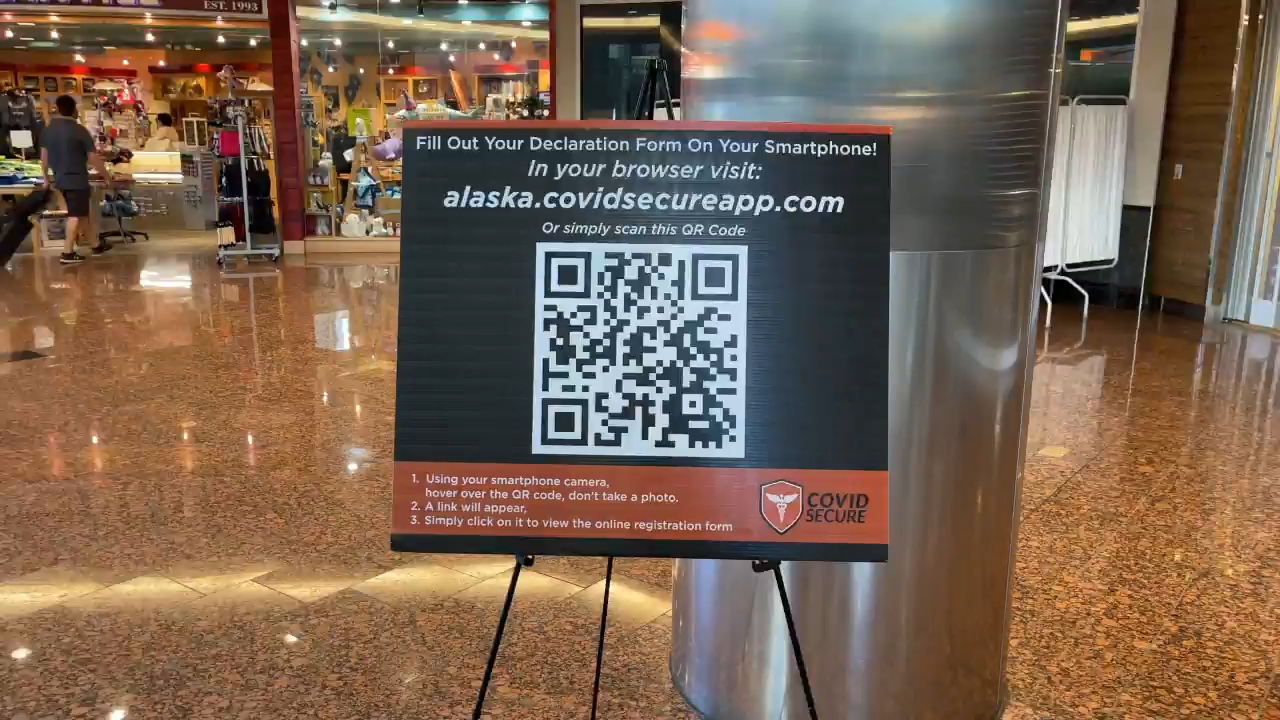 EST. 1993
Fill Out Your Declaration Form On Your Smartphone!
In your browser visit:
alaska.covidsecureapp.com
Or simply scan this QR Code
1. Using your smartphone camera,
hover over the QR code, don't take a photo.
2. A link will appear,
3. Simply click on it to view the online registration form
COVID
SECURE